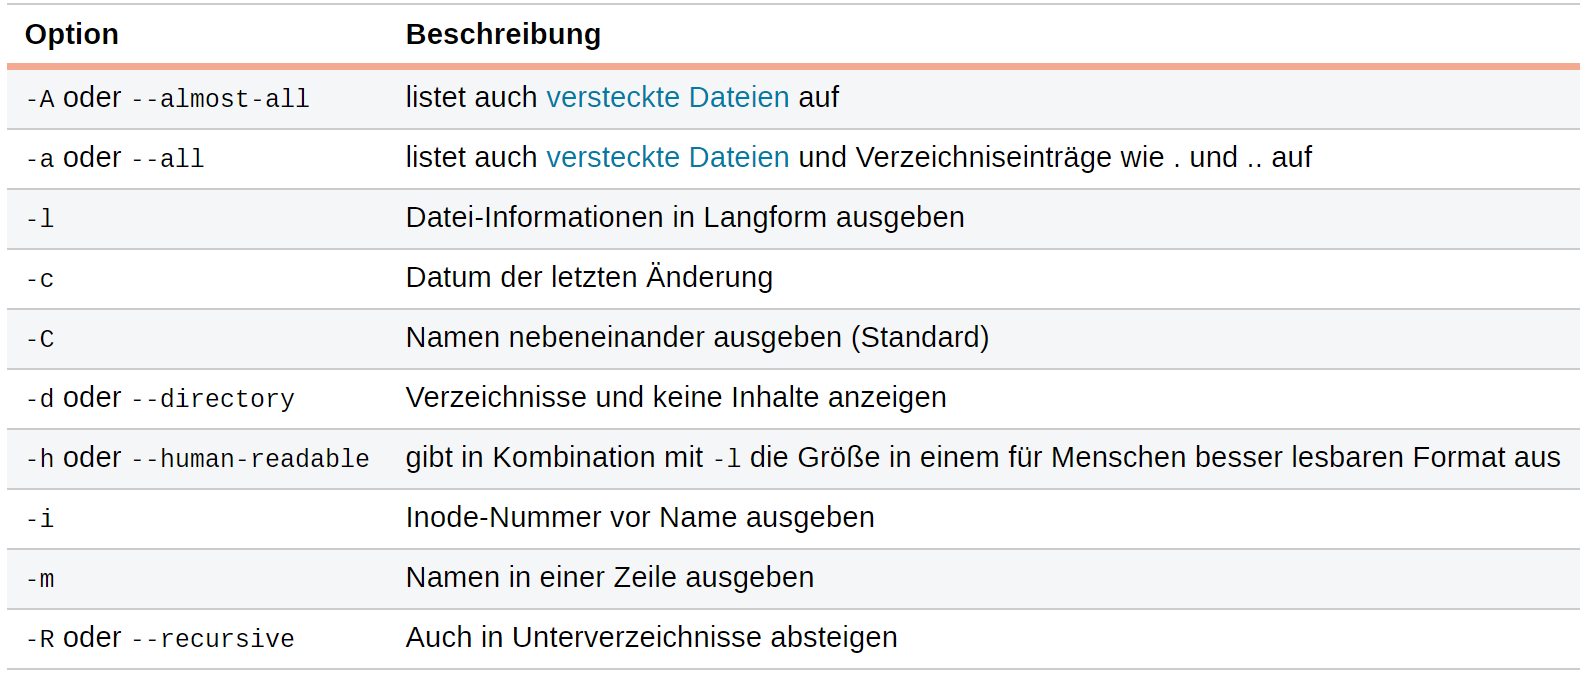 Option Beschreibung
-A oder --almost-all listet auch versteckte Dateien auf
-a oder --all listet auch versteckte Dateien und Verzeichniseinträge wie . und .. auf
-l Datei-Informationen in Langform ausgeben
-c Datum der letzten Änderung
-C Namen nebeneinander ausgeben (Standard)
-d oder --directory Verzeichnisse und keine Inhalte anzeigen
-h oder --human-readable gibt in Kombination mit -l die Größe in einem für Menschen besser lesbaren Format aus
-i Inode-Nummer vor Name ausgeben
-m Namen in einer Zeile ausgeben
-R oder --recursive Auch in Unterverzeichnisse absteigen